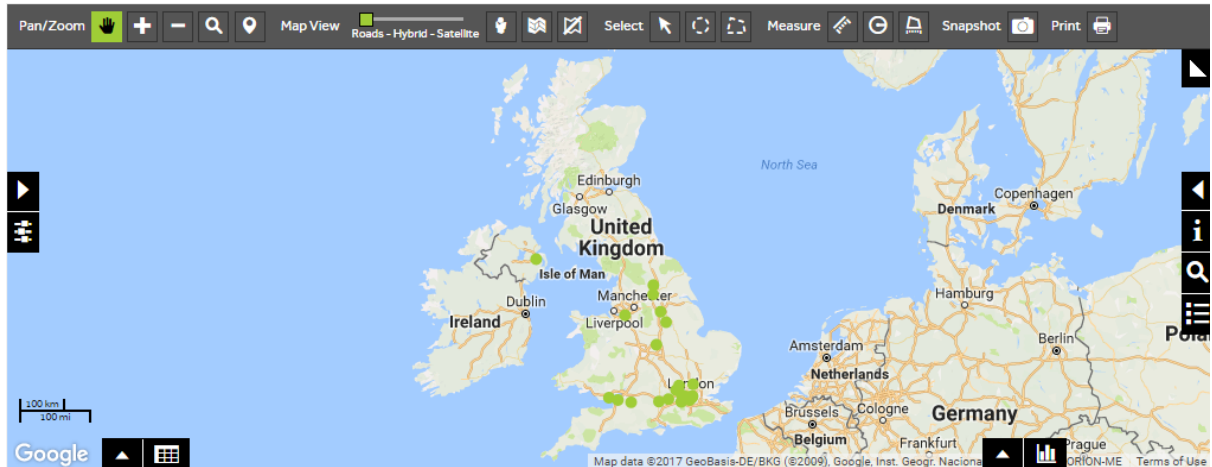 Pan/Zoom Map View Roads - Hybrid - Satellite Select Measure Snapshot Print
North Sea
Edinburgh
Glasgow
Copenhagen
Denmark
United
Kingdom
Isle of Man
Dublin
Ireland
Manchester
Liverpool
Hamburg
Berlin
Amsterdam
Netherlands
London
100 km
100 mi
Brussels
Belgium
Cologne
Germany
Frankfurt
Prague
Google
Map data ©2017 GeoBasis-DE/BKG (©2009), Google, Inst. Geogr. Naciona
ORION-ME Terms of Use